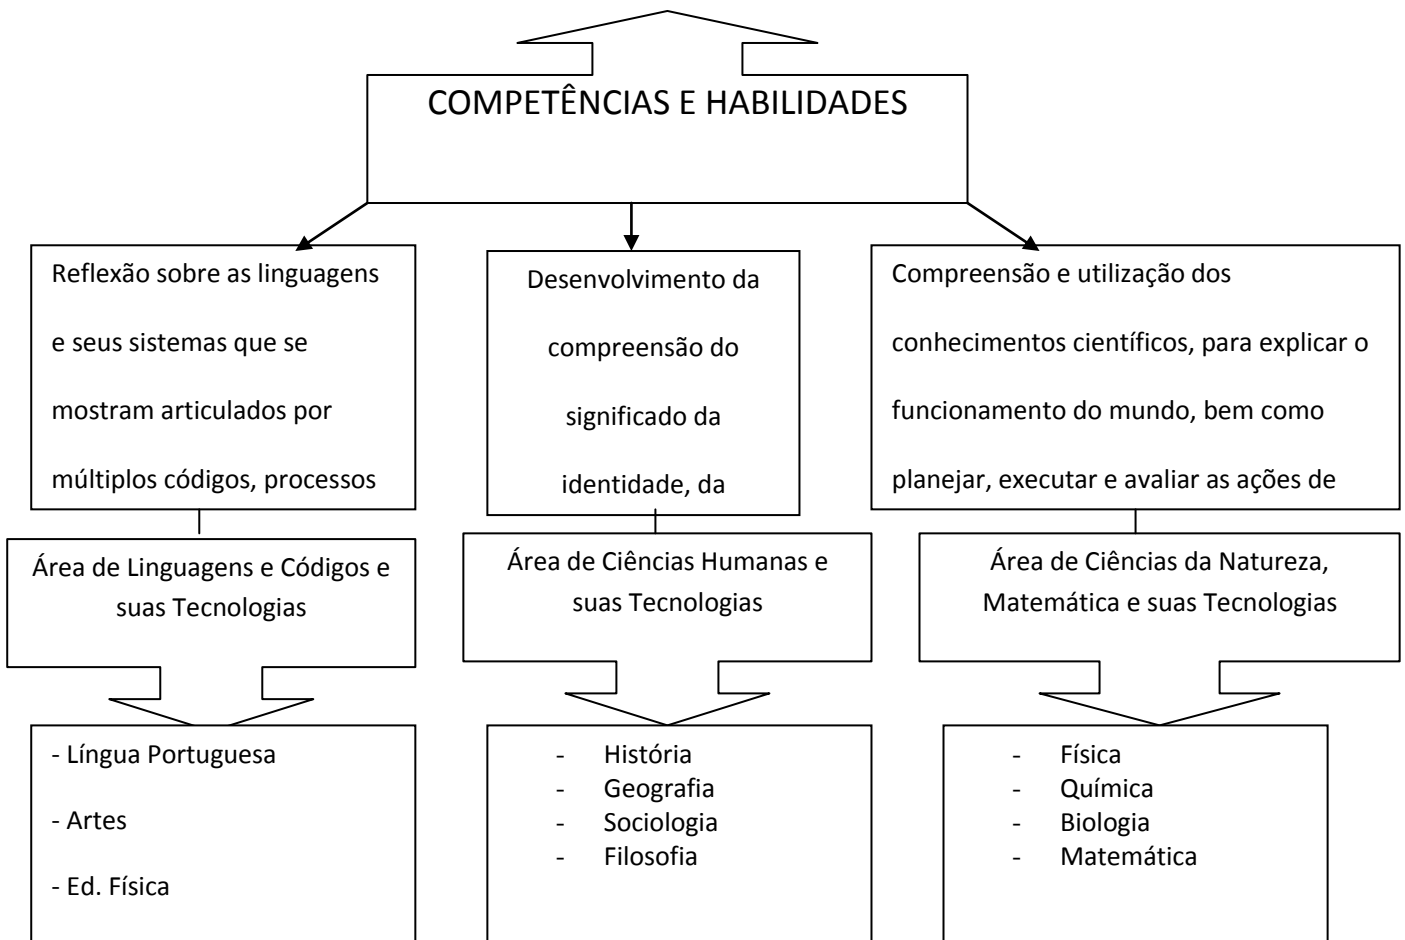 COMPETÊNCIAS E HABILIDADES
Reflexão sobre as linguagens
e seus sistemas que se
mostram articulados por
múltiplos códigos, processos
Desenvolvimento da
compreensão do
significado da
identidade, da
Compreensão e utilização dos
conhecimentos científicos, para explicar o
funcionamento do mundo, bem como
planejar, executar e avaliar as ações de
Área de Linguagens e Códigos e
suas Tecnologias
Área de Ciências Humanas e
suas Tecnologias
Área de Ciências da Natureza,
Matemática e suas Tecnologias
- Língua Portuguesa
- Artes
- Ed. Física
- História
- Geografia
- Sociologia
- Filosofia
- Física
- Química
- Biologia
- Matemática